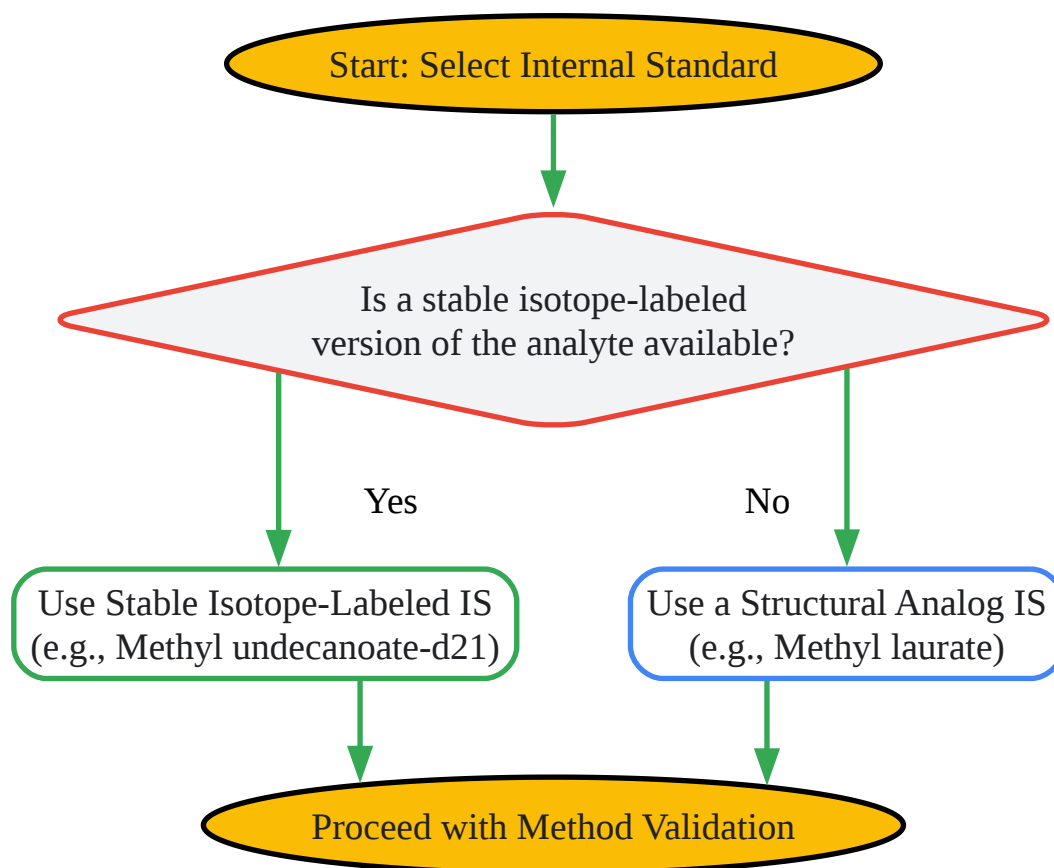 Start: Select Internal Standard
Is a stable isotope-labeled
version of the analyte available?
Yes
No
Use Stable Isotope-Labeled IS
(e.g., Methyl undecanoate-d21)
Use a Structural Analog IS
(e.g., Methyl laurate)
Proceed with Method Validation